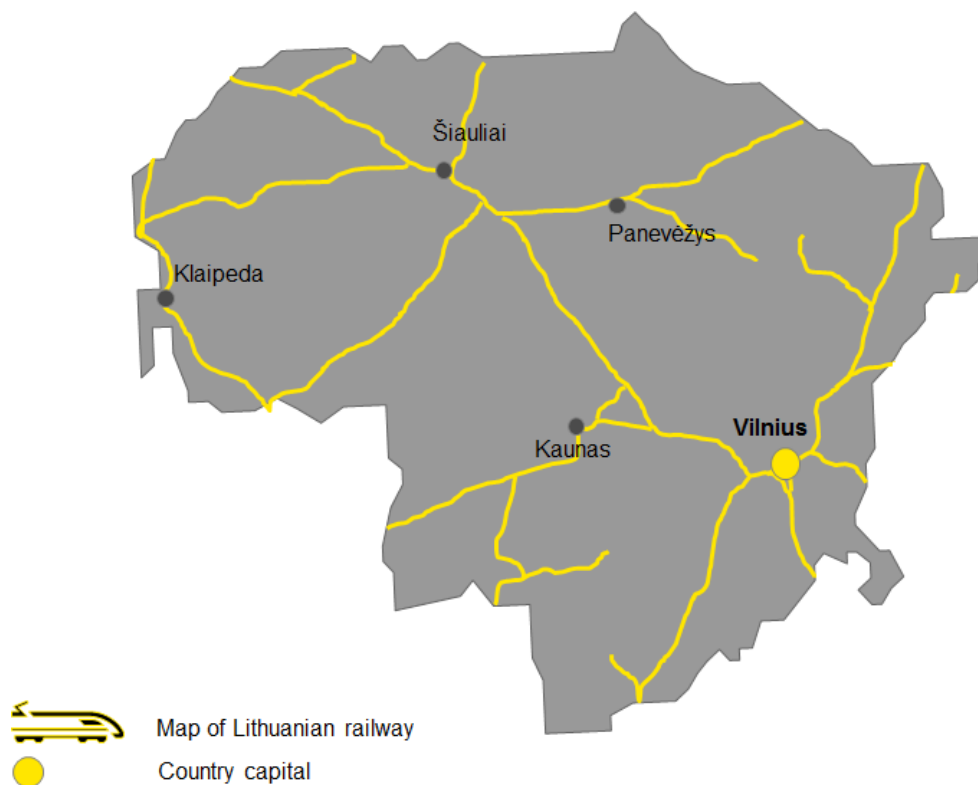 Šiauliai
Panevėžys
Klaipeda
Vilnius
Kaunas
Map of Lithuanian railway
Country capital